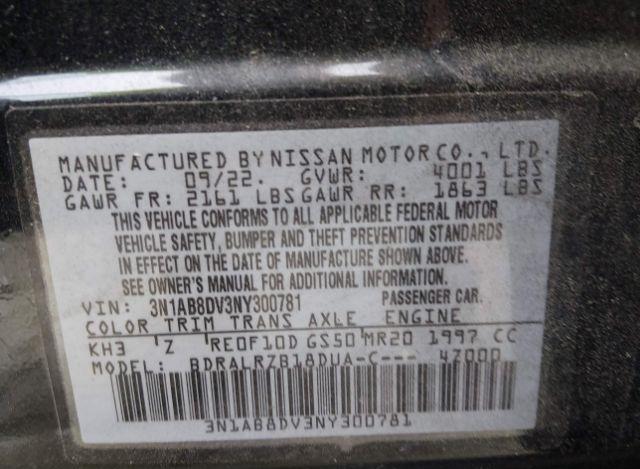 MANUFACTURED BY NISSAN MOTOR CO., LTD.
DATE: 09/22. GVWR: 4001 LBS
GAWR FR: 2161 LBS GAWR RR: 1863 LBS
THIS VEHICLE CONFORMS TO ALL APPLICABLE FEDERAL MOTOR
VEHICLE SAFETY, BUMPER AND THEFT PREVENTION STANDARDS
IN EFFECT ON THE DATE OF MANUFACTURE SHOWN ABOVE.
SEE OWNER'S MANUAL FOR ADDITIONAL INFORMATION.
VIN: 3N1AB8DV3NY300781 PASSENGER CAR.
COLOR TRIM TRANS AXLE ENGINE
KH3 Z RE0F10D GS50 MR20 1997 CC
MODEL: BDRALRZB18DUA-C--- 4Z000
3N1AB8DV3NY300781